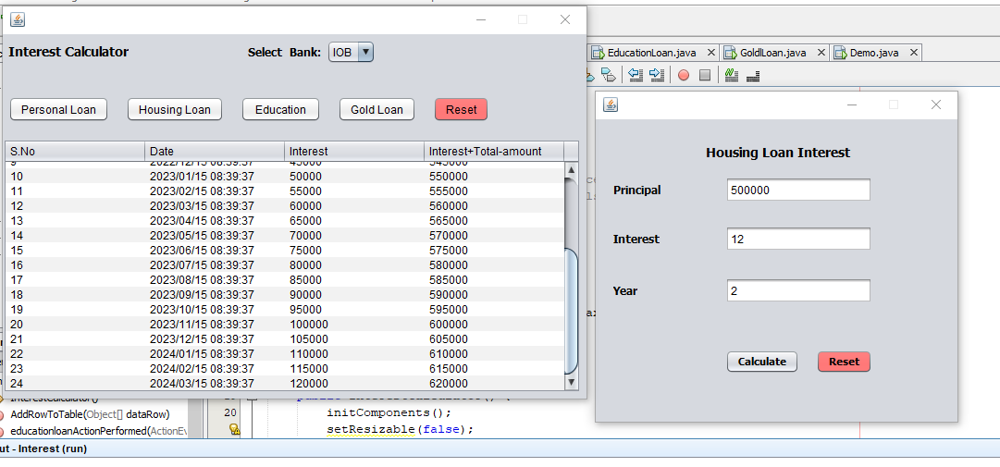 Interest Calculator
Select Bank: IOB
Personal Loan Housing Loan Education Gold Loan Reset
S.No Date Interest Interest+Total-amount
9 2022/12/15 08:39:37 45000 545000
10 2023/01/15 08:39:37 50000 550000
11 2023/02/15 08:39:37 55000 555000
12 2023/03/15 08:39:37 60000 560000
13 2023/04/15 08:39:37 65000 565000
14 2023/05/15 08:39:37 70000 570000
15 2023/06/15 08:39:37 75000 575000
16 2023/07/15 08:39:37 80000 580000
17 2023/08/15 08:39:37 85000 585000
18 2023/09/15 08:39:37 90000 590000
19 2023/10/15 08:39:37 95000 595000
20 2023/11/15 08:39:37 100000 600000
21 2023/12/15 08:39:37 105000 605000
22 2024/01/15 08:39:37 110000 610000
23 2024/02/15 08:39:37 115000 615000
24 2024/03/15 08:39:37 120000 620000
EducationLoan.java GoldlLoan.java Demo.java
Housing Loan Interest
Principal 500000
Interest 12
Year 2
Calculate Reset
AddRowToTable(Object[] dataRow)
educationloanActionPerformed(ActionEv
20 initComponents();
setResizable(false);
ut - Interest (run)